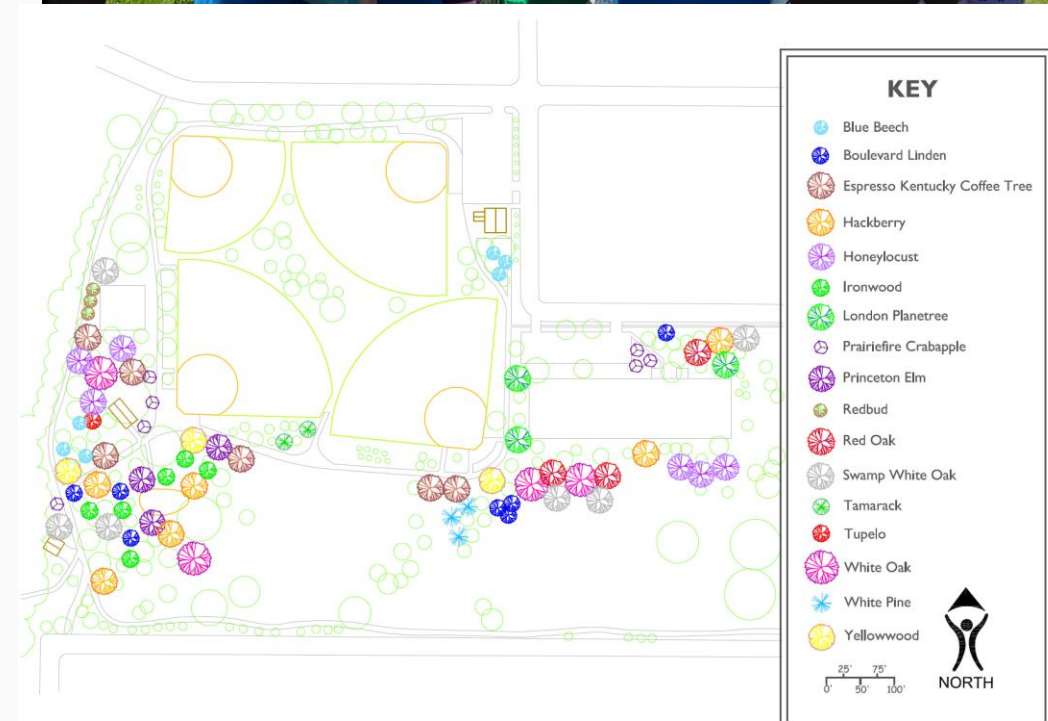 KEY
Blue Beech
Boulevard Linden
Espresso Kentucky Coffee Tree
Hackberry
Honeylocust
Ironwood
London Planetree
Prairiefire Crabapple
Princeton Elm
Redbud
Red Oak
Swamp White Oak
Tamarack
Tupelo
White Oak
White Pine
Yellowwood
25' 75'
0' 50' 100'
NORTH